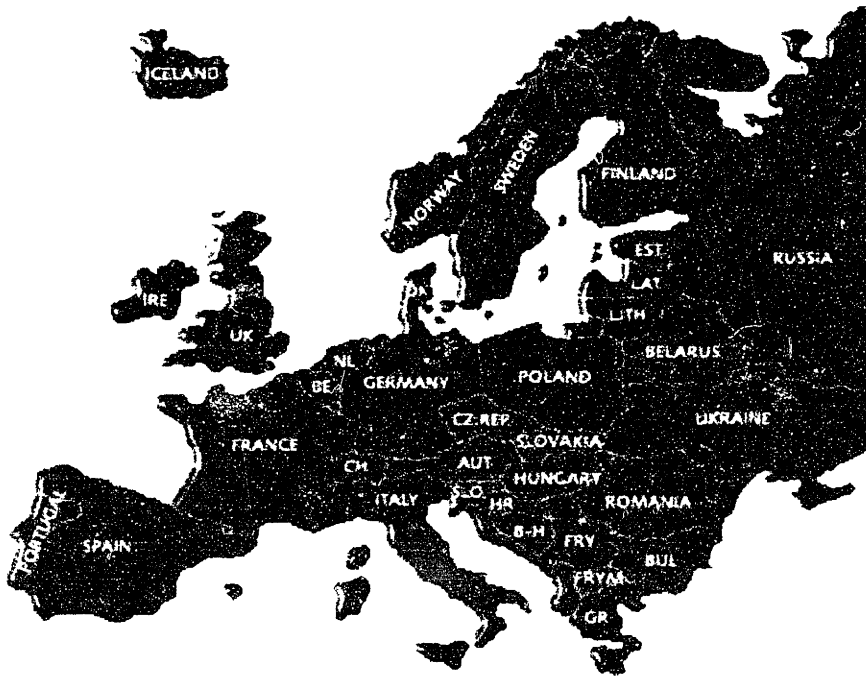 ICELAND
SWEDEN
NORWAY
FINLAND
EST
RUSSIA
LAT
IRE
LITH
UK
BELARUS
NL
GERMANY
POLAND
BE
UKRAINE
CZ REP
FRANCE
SLOVAKIA
CH
AUT
HUNGARY
ITALY
SLO
HR
ROMANIA
PORTUGAL
SPAIN
B-H
FRY
BUL
FRYM
GR